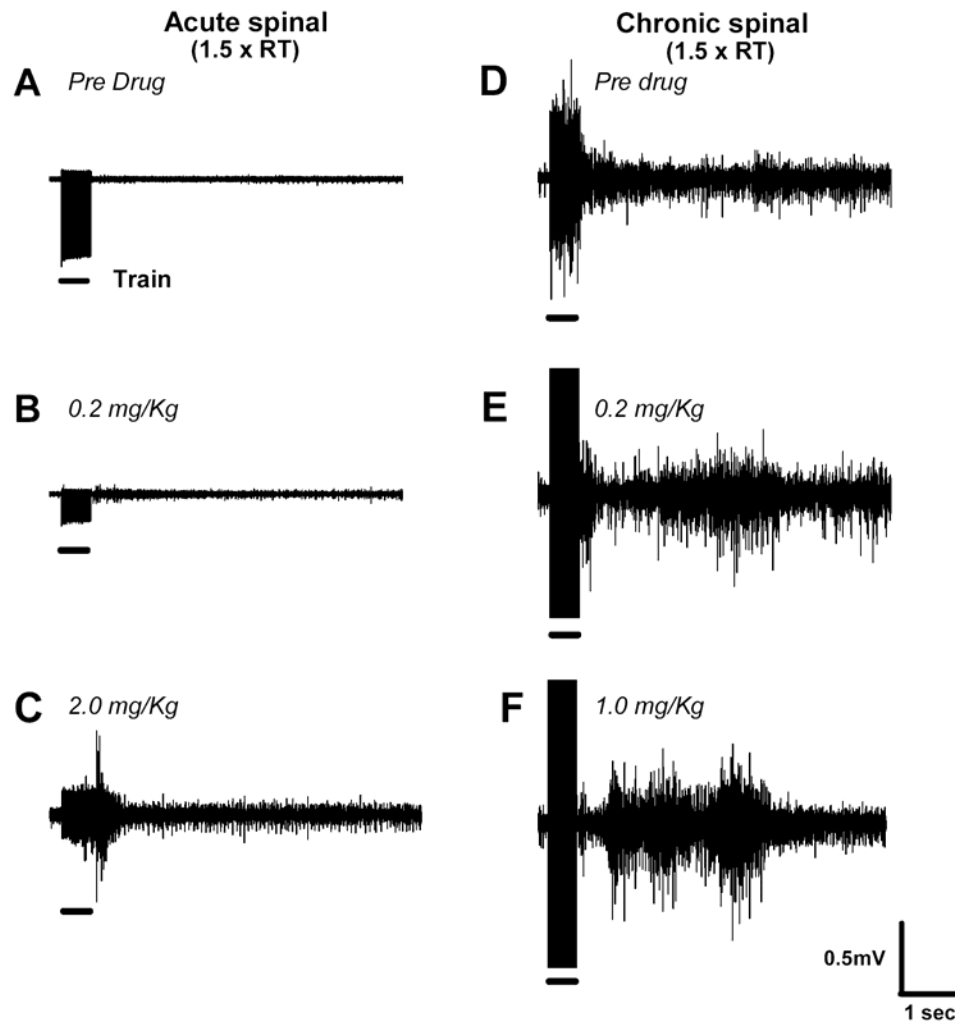 Acute spinal
(1.5 x RT)
Chronic spinal
(1.5 x RT)
A Pre Drug
D Pre drug
Train
B 0.2 mg/Kg
E 0.2 mg/Kg
C 2.0 mg/Kg
F 1.0 mg/Kg
0.5mV
1 sec